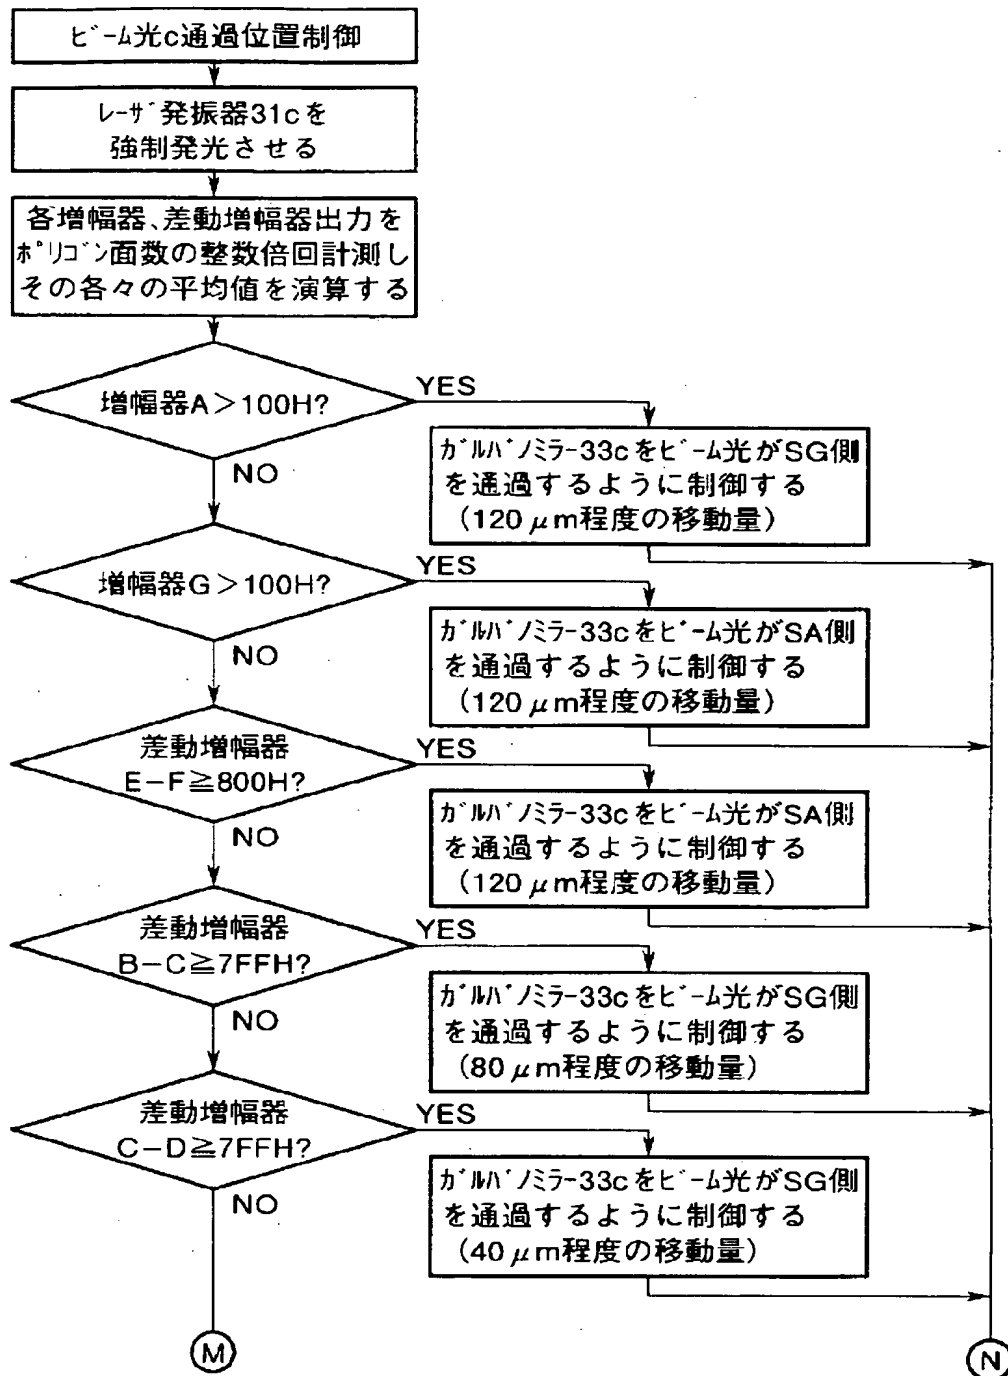 ﾋﾞｰﾑ光c通過位置制御
ﾚｰｻﾞ発振器31cを
強制発光させる
各増幅器、差動増幅器出力を
ﾎﾟﾘｺﾞﾝ面数の整数倍回計測し
その各々の平均値を演算する
増幅器A＞100H?
YES
NO
ｶﾞﾙﾊﾞﾉﾐﾗｰ33cをﾋﾞｰﾑ光がSG側
を通過するように制御する
（120μm程度の移動量）
増幅器G＞100H?
YES
NO
ｶﾞﾙﾊﾞﾉﾐﾗｰ33cをﾋﾞｰﾑ光がSA側
を通過するように制御する
（120μm程度の移動量）
差動増幅器
E−F≧800H?
YES
NO
ｶﾞﾙﾊﾞﾉﾐﾗｰ33cをﾋﾞｰﾑ光がSA側
を通過するように制御する
（120μm程度の移動量）
差動増幅器
B−C≧7FFH?
YES
NO
ｶﾞﾙﾊﾞﾉﾐﾗｰ33cをﾋﾞｰﾑ光がSG側
を通過するように制御する
（80μm程度の移動量）
差動増幅器
C−D≧7FFH?
YES
NO
ｶﾞﾙﾊﾞﾉﾐﾗｰ33cをﾋﾞｰﾑ光がSG側
を通過するように制御する
（40μm程度の移動量）
M
N